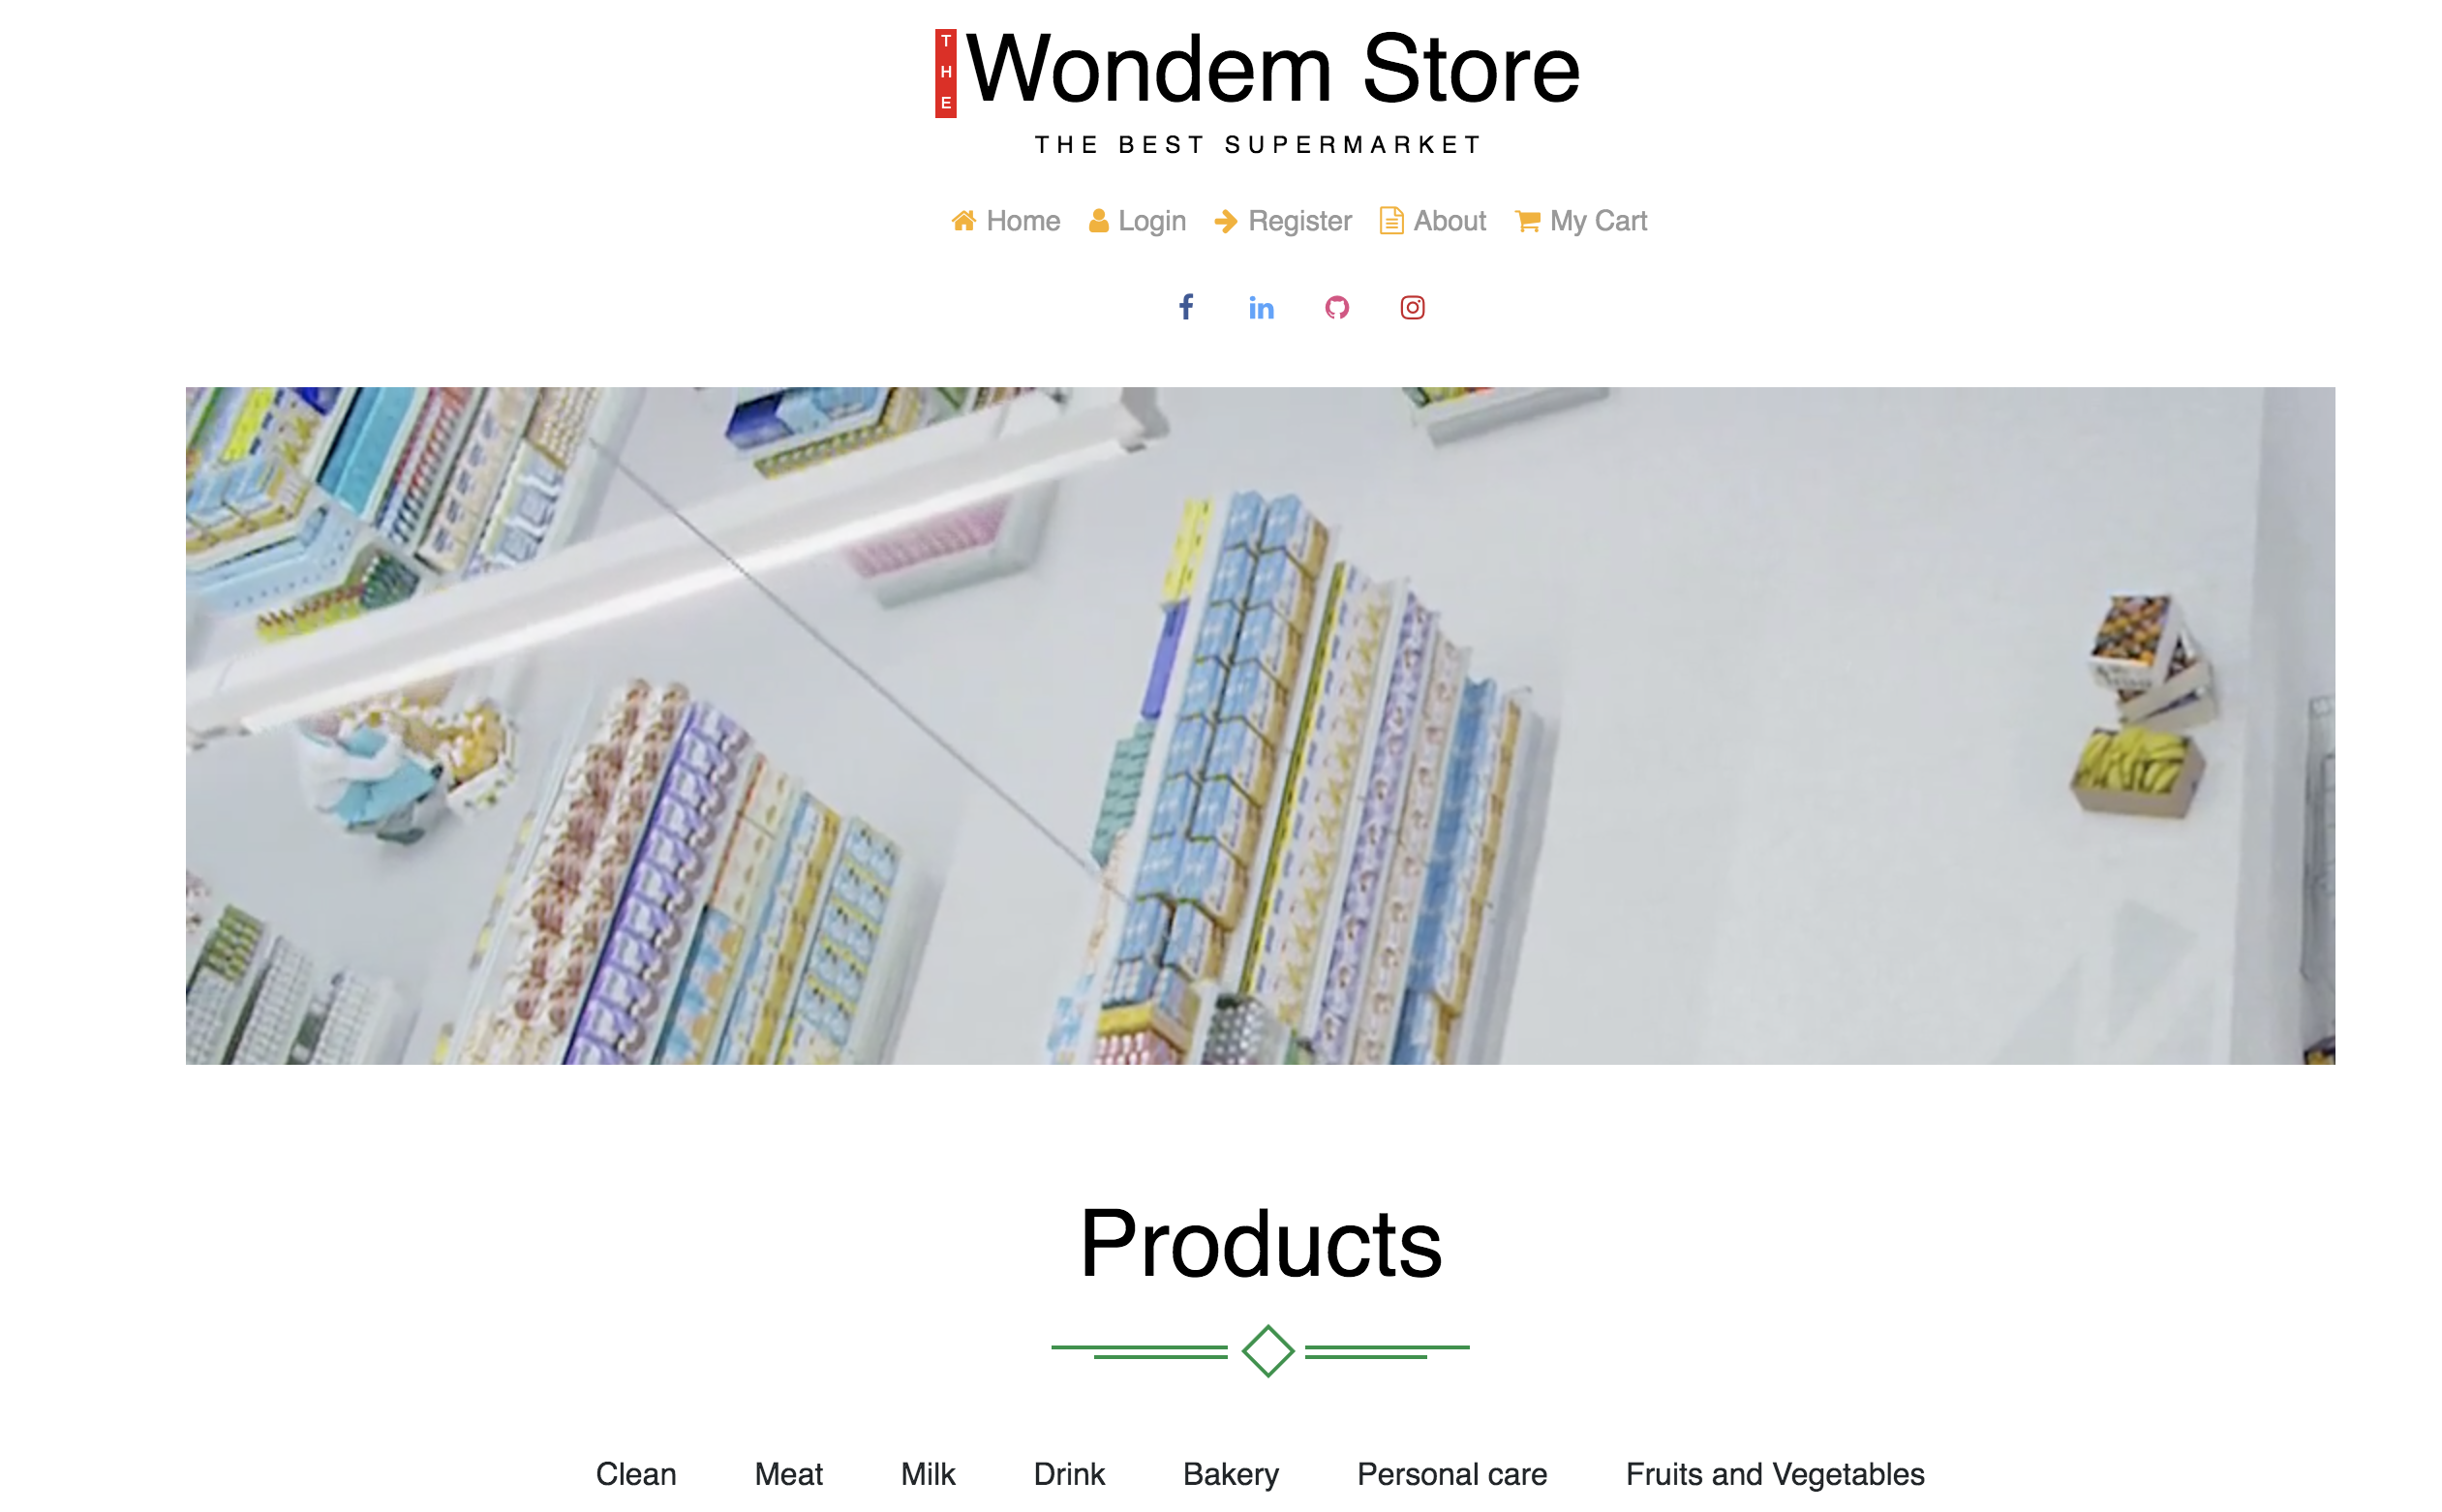 THE
Wondem Store
THE BEST SUPERMARKET
Home Login Register About My Cart
Products
Clean Meat Milk Drink Bakery Personal care Fruits and Vegetables